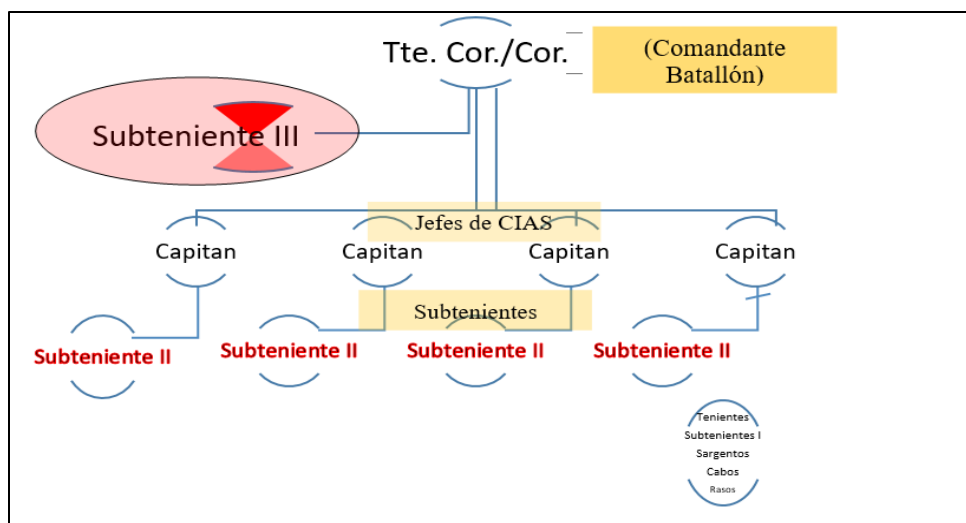 Tte. Cor./Cor.
(Comandante
Batallón)
Subteniente III
Jefes de CIAS
Capitan
Capitan
Capitan
Capitan
Subtenientes
Subteniente II
Subteniente II
Subteniente II
Subteniente II
Tenientes
Subtenientes I
Sargentos
Cabos
Rasos